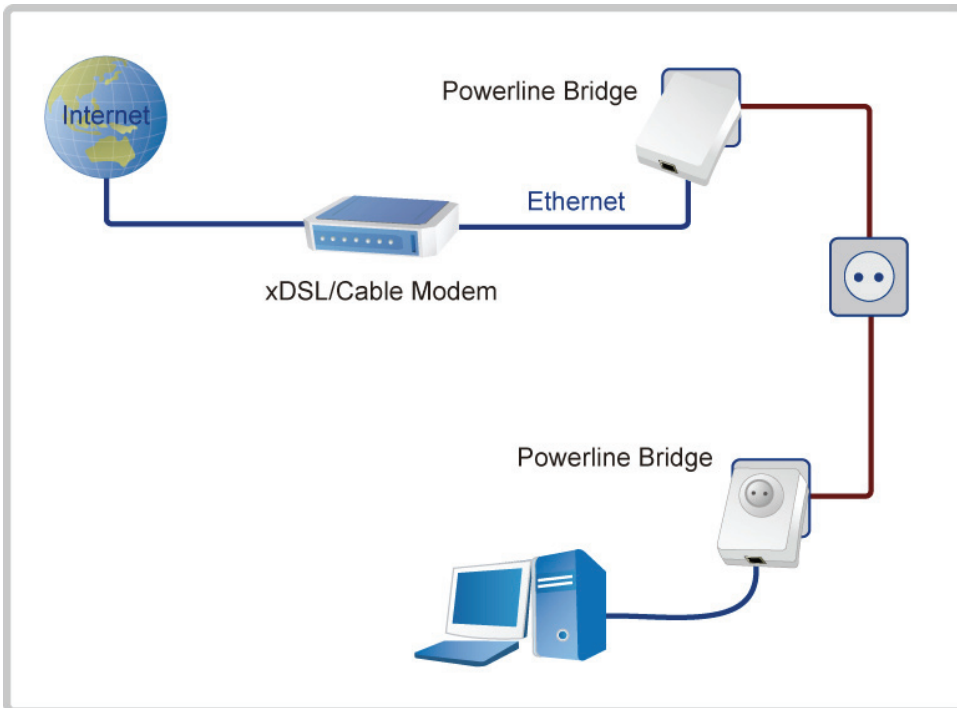 Internet
Powerline Bridge
Ethernet
xDSL/Cable Modem
Powerline Bridge